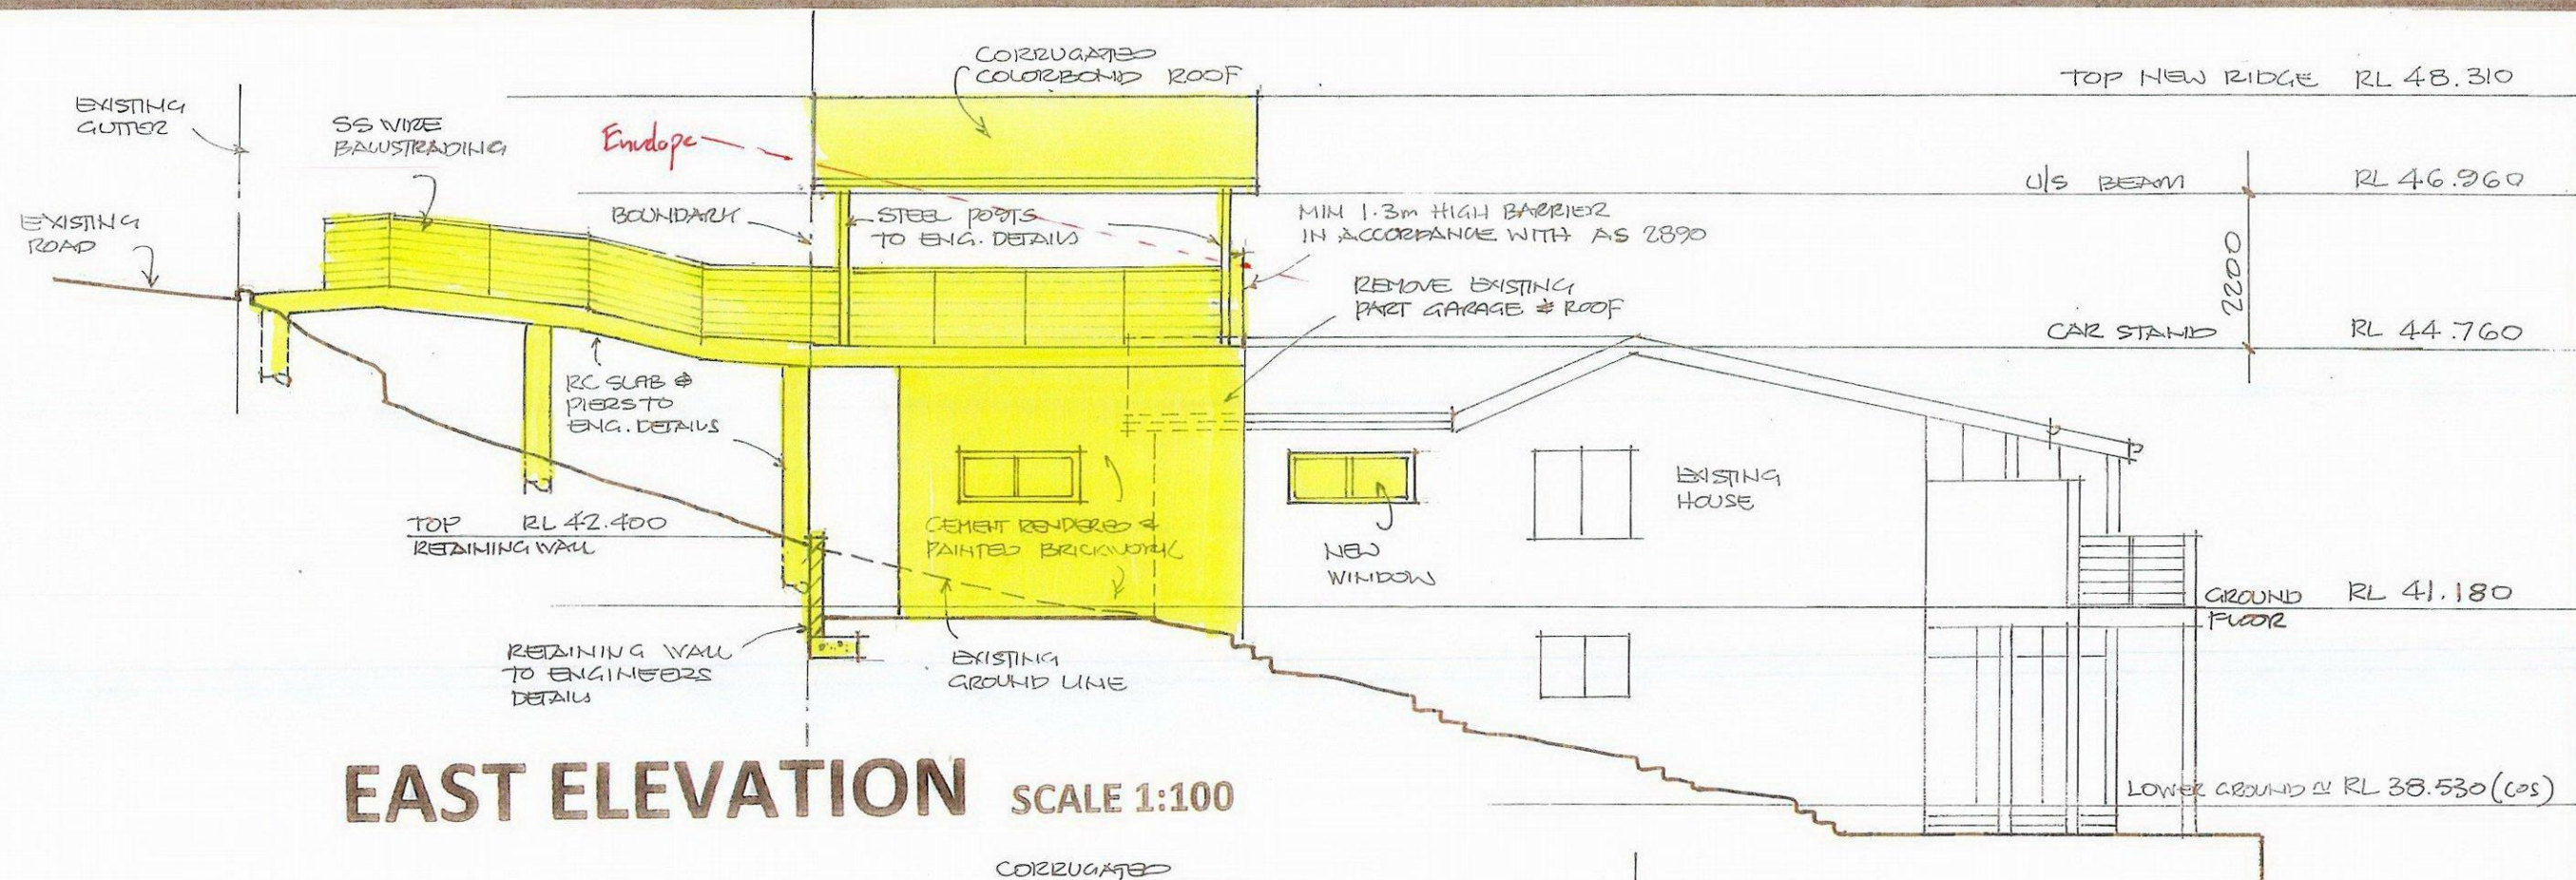 CORRUGATED
COLORBOND ROOF
TOP NEW RIDGE RL 48.310
EXISTING
GUTTER
SS WIRE
BALUSTRADING
Envelope
U/S BEAM RL 46.960
EXISTING
ROAD
BOUNDARY
STEEL POSTS
TO ENG. DETAILS
MIN 1.3m HIGH BARRIER
IN ACCORDANCE WITH AS 2890
2200
REMOVE EXISTING
PART GARAGE & ROOF
CAR STAND RL 44.760
RC SLAB &
PIERS TO
ENG. DETAILS
EXISTING
HOUSE
TOP RL 42.400
RETAINING WALL
CEMENT RENDERED &
PAINTED BRICKWORK
NEW
WINDOW
GROUND RL 41.180
FLOOR
RETAINING WALL
TO ENGINEERS
DETAILS
EXISTING
GROUND LINE
EAST ELEVATION SCALE 1:100
LOWER GROUND ≃ RL 38.530 (COS)
CORRUGATED